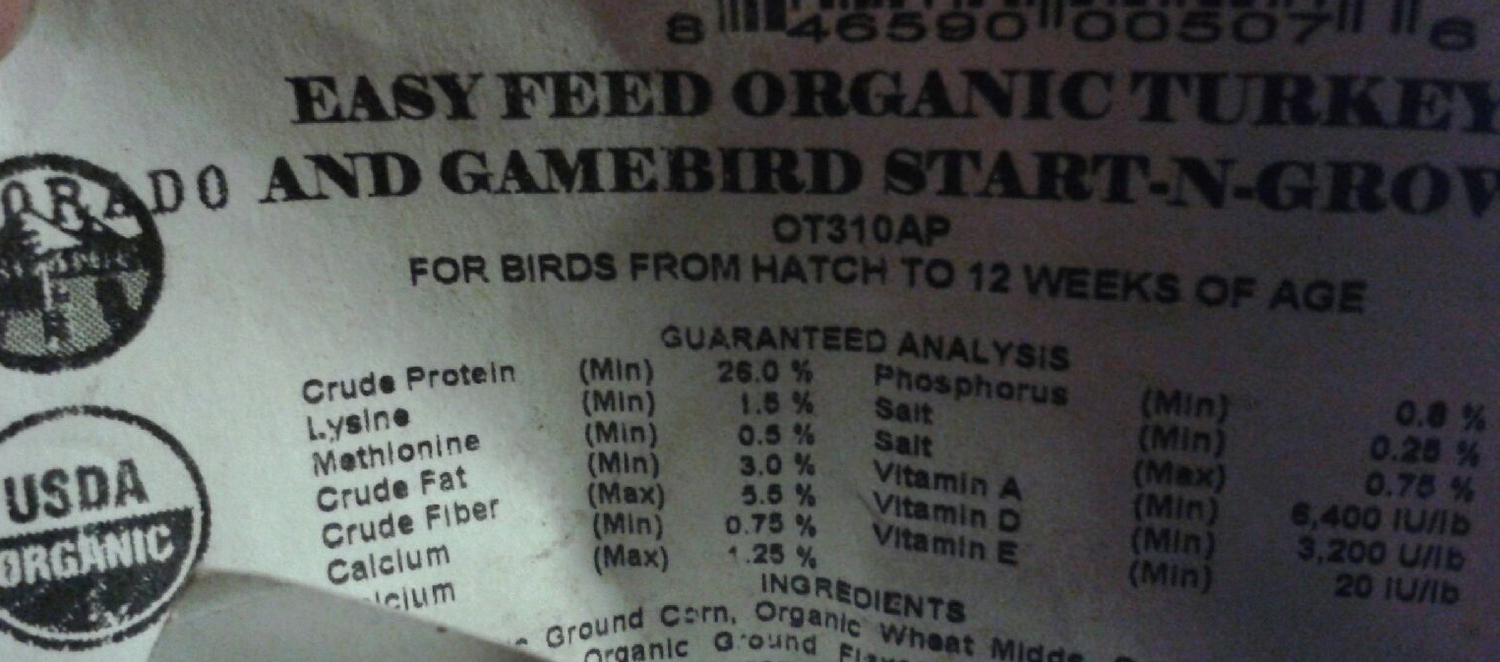 8 46590 00507 6
EASY FEED ORGANIC TURKEY
AND GAMEBIRD START-N-GROW
OT310AP
FOR BIRDS FROM HATCH TO 12 WEEKS OF AGE
ORADO
USDA
ORGANIC
GUARANTEED ANALYSIS
Crude Protein (Min) 26.0 % Phosphorus (Min) 0.8 %
Lysine (Min) 1.5 % Salt (Min) 0.25 %
Methionine (Min) 0.5 % Salt (Max) 0.75 %
Crude Fat (Min) 3.0 % Vitamin A (Min) 6,400 IU/lb
Crude Fiber (Max) 5.5 % Vitamin D (Min) 3,200 U/lb
Calcium (Min) 0.75 % Vitamin E (Min) 20 IU/lb
lcium (Max) 1.25 %
INGREDIENTS
Ground Corn, Organic Wheat Midd
Organic Ground